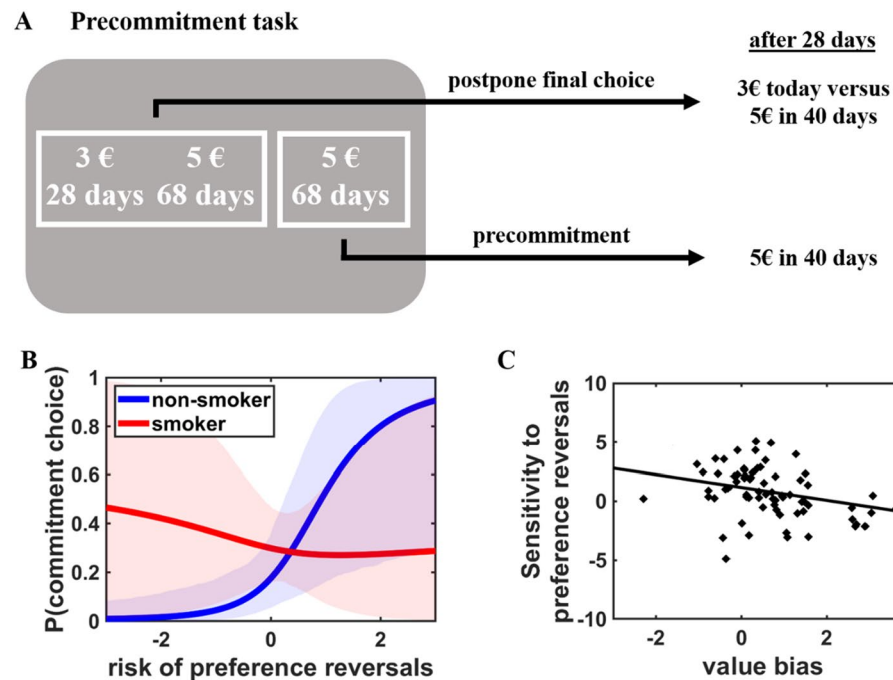 A Precommitment task
after 28 days
postpone final choice
3€ today versus
5€ in 40 days
3 € 5 € 5 €
28 days 68 days 68 days
precommitment
5€ in 40 days
B
P(commitment choice)
1
0.8
0.6
0.4
0.2
0
non-smoker
smoker
-2 0 2
risk of preference reversals
C
Sensitivity to
preference reversals
10
5
0
-5
-10
-2 0 2
value bias